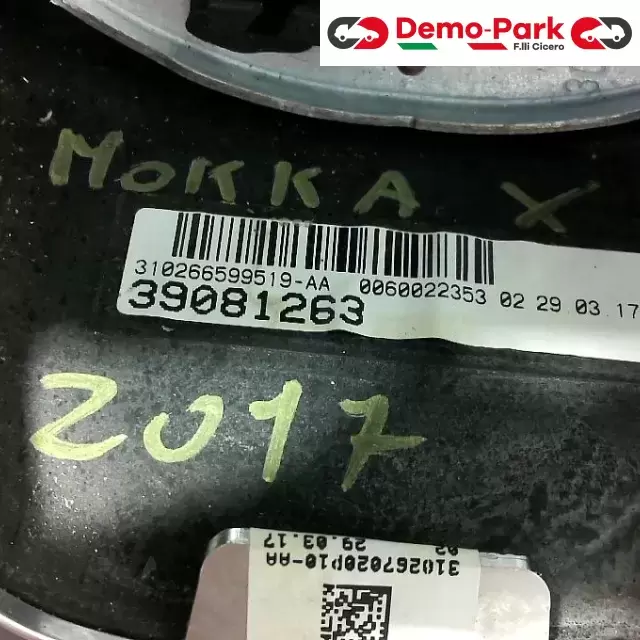 Demo-Park
F.lli Cicero
MOKKA X
310266599519-AA 0060022353 02 29.03.17
39081263
2017
310267020P10-AA
02
29.03.17